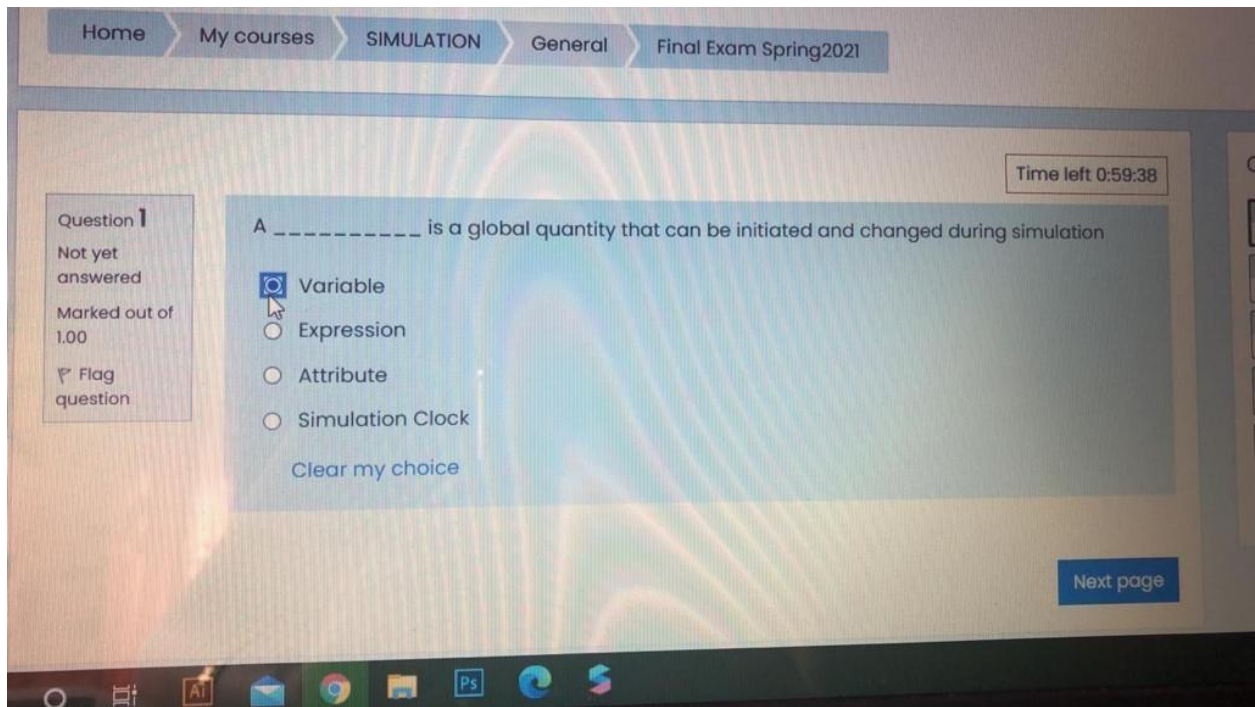 Home My courses SIMULATION General Final Exam Spring2021
Time left 0:59:38
Question 1
Not yet
answered
Marked out of
1.00
Flag
question
A __________ is a global quantity that can be initiated and changed during simulation
Variable
Expression
Attribute
Simulation Clock
Clear my choice
Next page
Ai
Ps